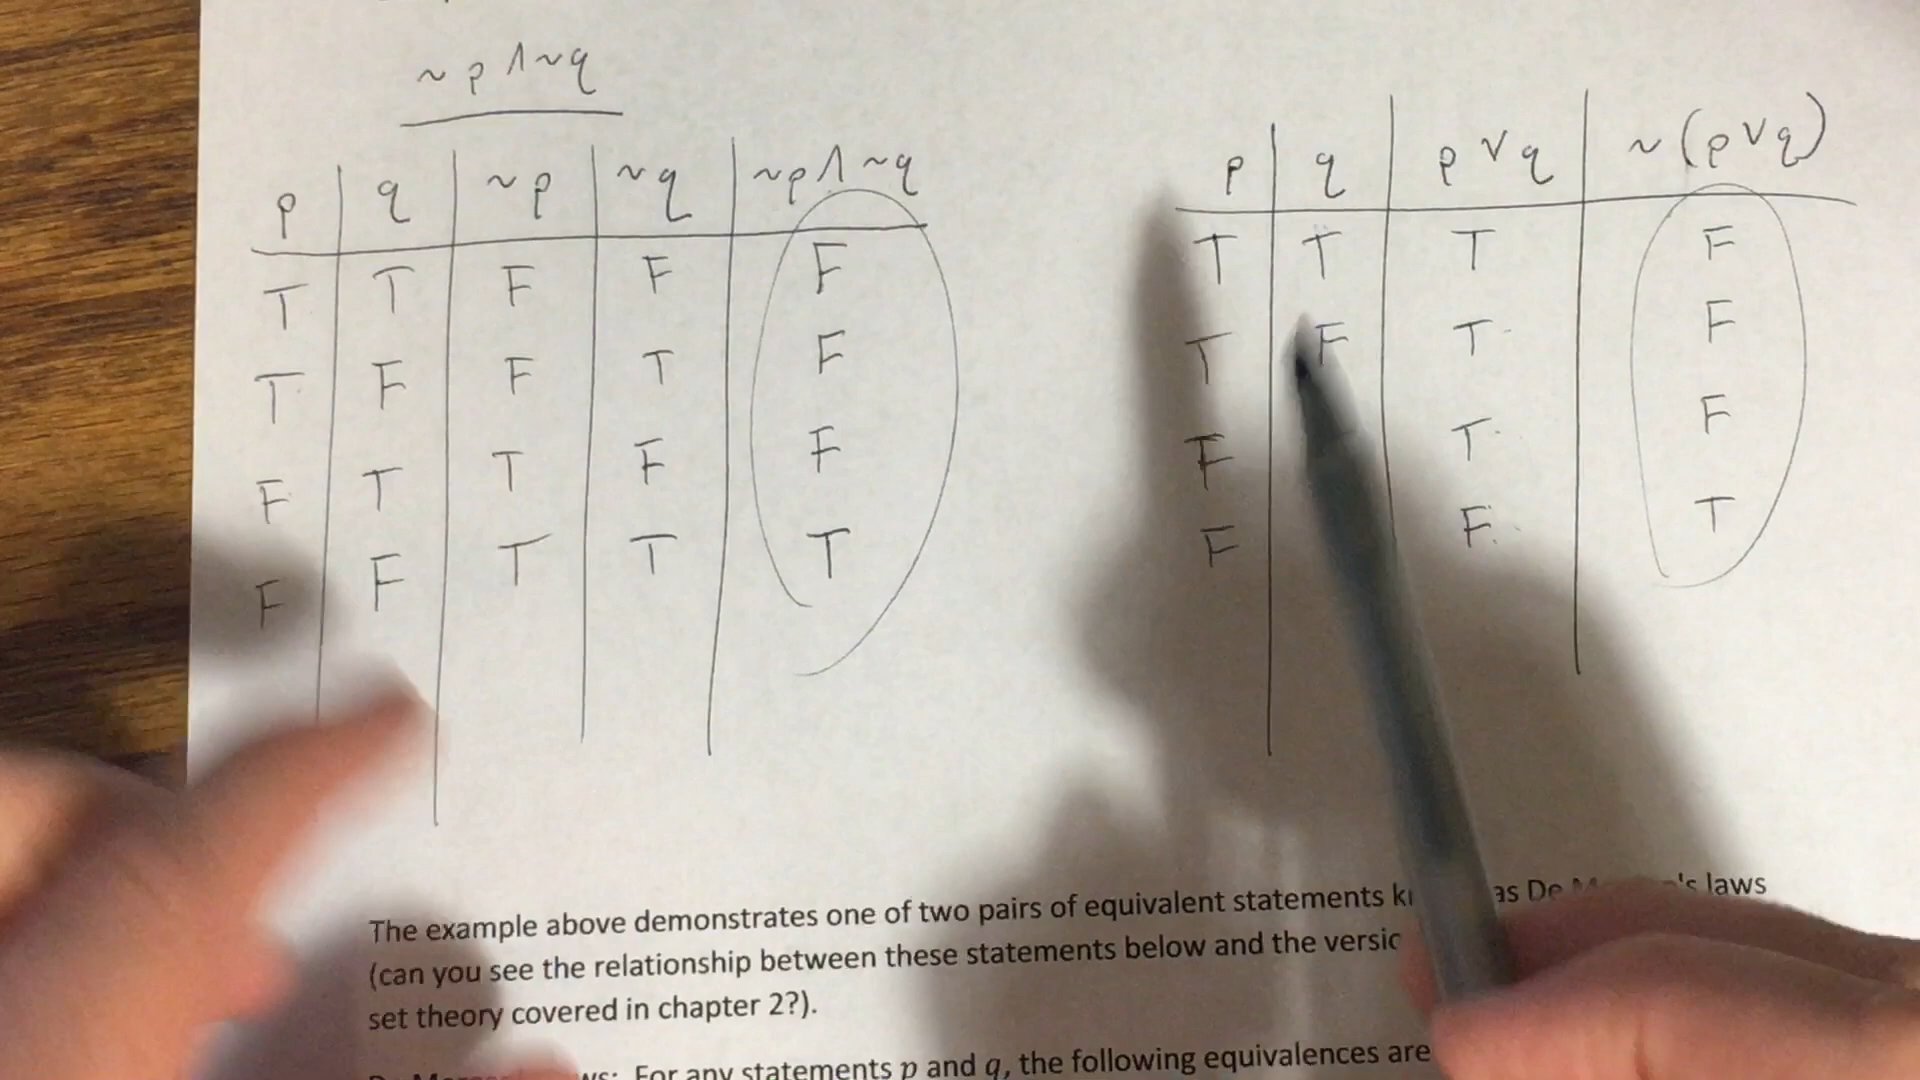 ~p ∧ ~q
p q ~p ~q ~p ∧ ~q
T T F F F
T F F T F
F T T F F
F F T T T
p q p ∨ q ~(p ∨ q)
T T T F
T F T F
F T F
F F T
The example above demonstrates one of two pairs of equivalent statements as De laws
(can you see the relationship between these statements below and the
set theory covered in chapter 2?).
For any statements p and q, the following equivalences are